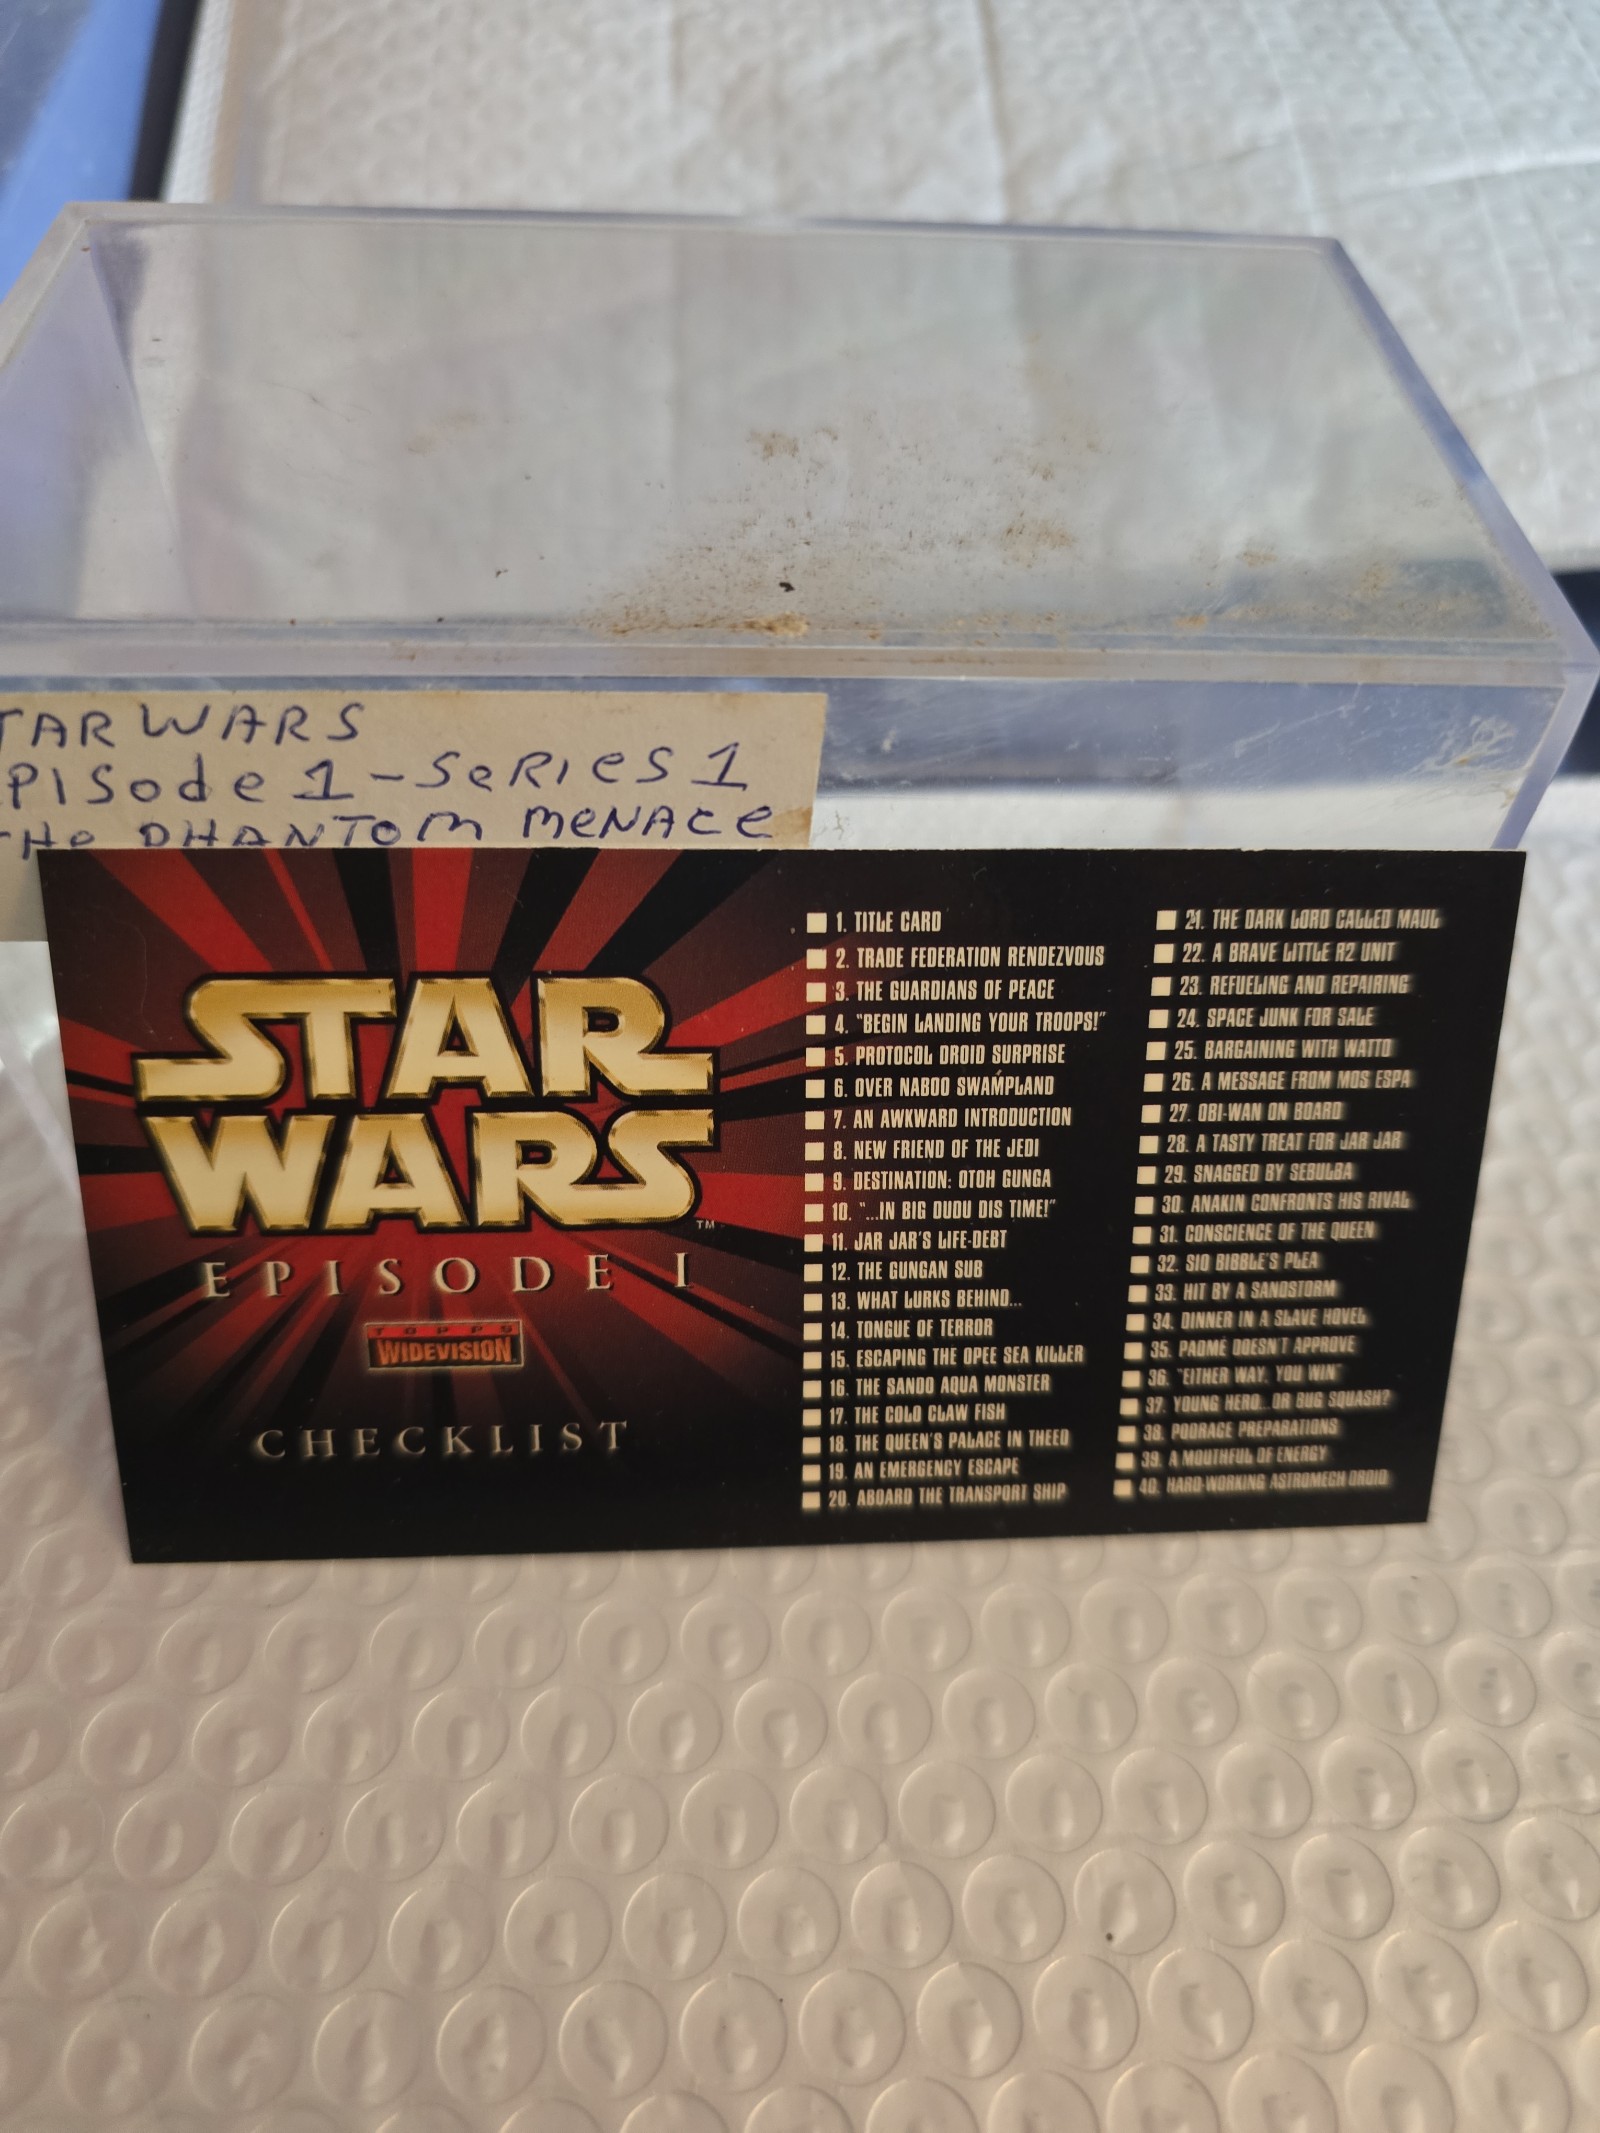 TAR WARS
PISode 1 - SERIES 1
THe PHANTOM MeNACE
STAR
WARS
TM
EPISODE I
TOPPS
WIDEVISION
CHECKLIST
1. TITLE CARD
2. TRADE FEDERATION RENDEZVOUS
3. THE GUARDIANS OF PEACE
4. "BEGIN LANDING YOUR TROOPS!"
5. PROTOCOL DROID SURPRISE
6. OVER NABOO SWAMPLAND
7. AN AWKWARD INTRODUCTION
8. NEW FRIEND OF THE JEDI
9. DESTINATION: OTOH GUNGA
10. "...IN BIG DUDU DIS TIME!"
11. JAR JAR'S LIFE-DEBT
12. THE GUNGAN SUB
13. WHAT LURKS BEHIND...
14. TONGUE OF TERROR
15. ESCAPING THE OPEE SEA KILLER
16. THE SANDO AQUA MONSTER
17. THE COLO CLAW FISH
18. THE QUEEN'S PALACE IN THEED
19. AN EMERGENCY ESCAPE
20. ABOARD THE TRANSPORT SHIP
21. THE DARK LORD CALLED MAUL
22. A BRAVE LITTLE R2 UNIT
23. REFUELING AND REPAIRING
24. SPACE JUNK FOR SALE
25. BARGAINING WITH WATTO
26. A MESSAGE FROM MOS ESPA
27. OBI-WAN ON BOARD
28. A TASTY TREAT FOR JAR JAR
29. SNAGGED BY SEBULBA
30. ANAKIN CONFRONTS HIS RIVAL
31. CONSCIENCE OF THE QUEEN
32. SIO BIBBLE'S PLEA
33. HIT BY A SANDSTORM
34. DINNER IN A SLAVE HOVEL
35. PADMÉ DOESN'T APPROVE
36. "EITHER WAY, YOU WIN"
37. YOUNG HERO...OR BUG SQUASH?
38. PODRACE PREPARATIONS
39. A MOUTHFUL OF ENERGY
40. HARD-WORKING ASTROMECH DROID